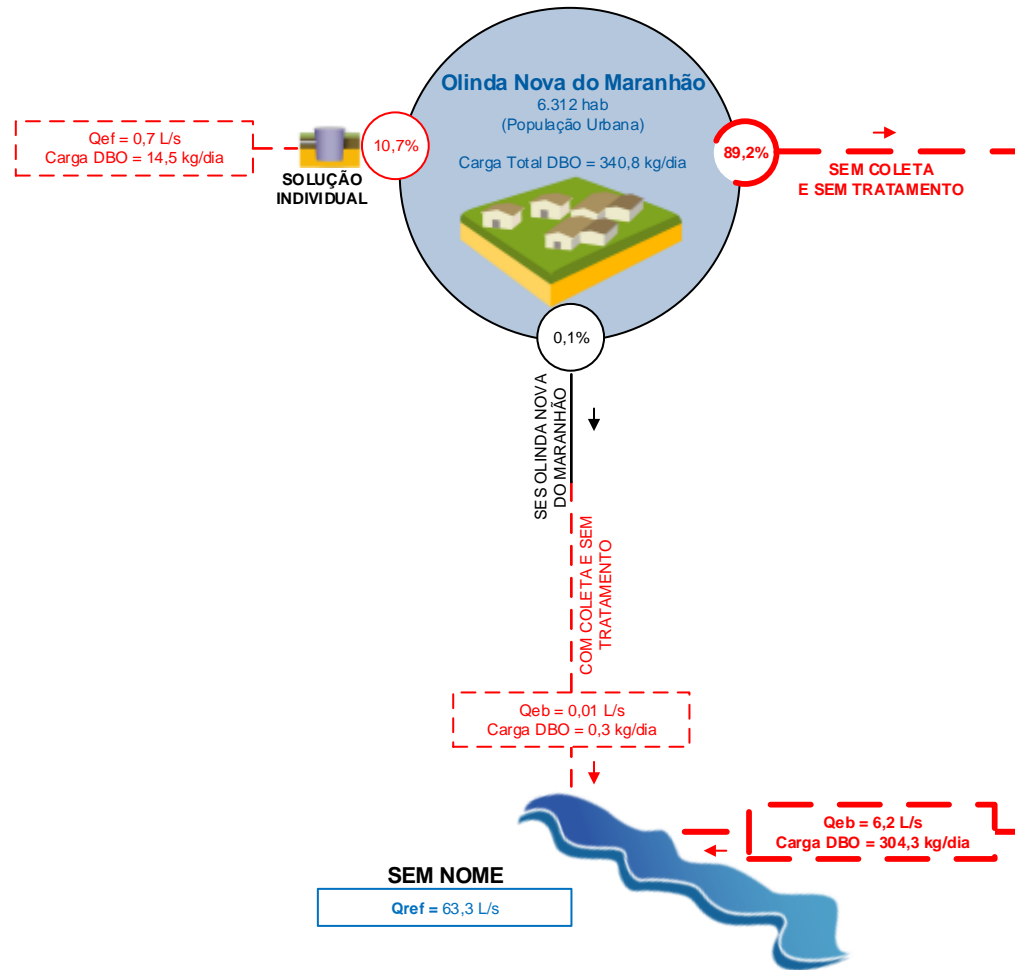 Olinda Nova do Maranhão
6.312 hab
(População Urbana)
Carga Total DBO = 340,8 kg/dia
Qef = 0,7 L/s
Carga DBO = 14,5 kg/dia
10,7%
SOLUÇÃO
INDIVIDUAL
89,2%
SEM COLETA
E SEM TRATAMENTO
0,1%
SES OLINDA NOVA
DO MARANHÃO
COM COLETA E SEM
TRATAMENTO
Qeb = 0,01 L/s
Carga DBO = 0,3 kg/dia
Qeb = 6,2 L/s
Carga DBO = 304,3 kg/dia
SEM NOME
Qref = 63,3 L/s